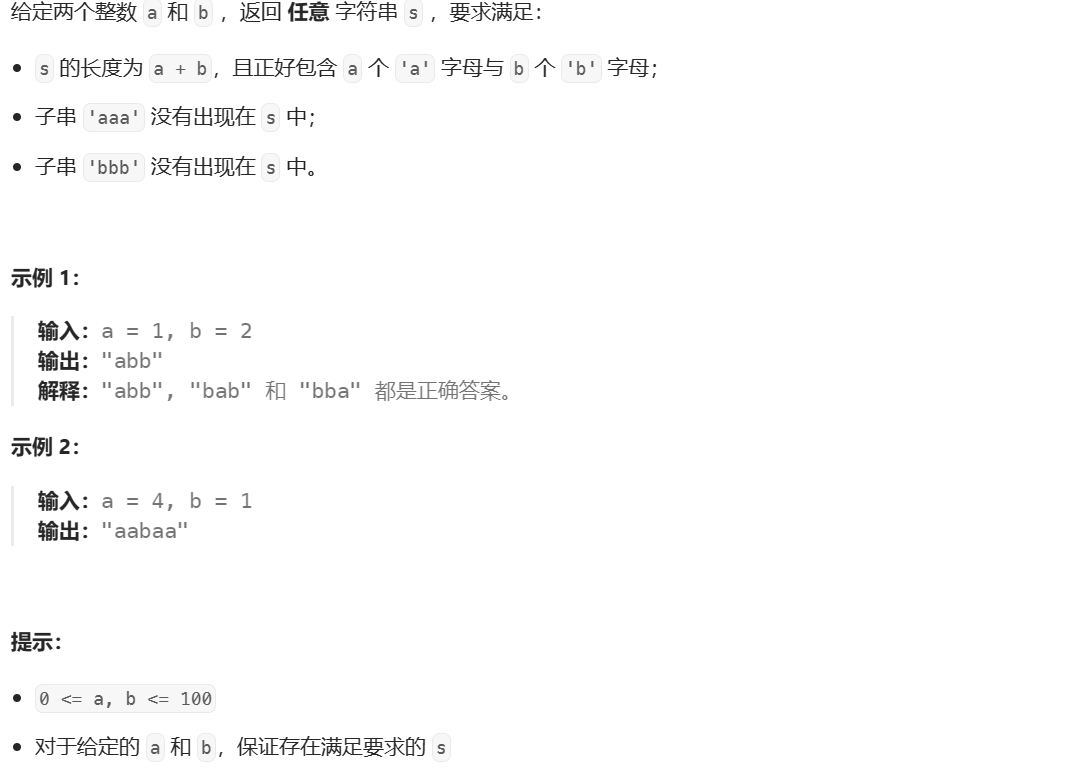 给定两个整数 a 和 b ，返回 任意 字符串 s ，要求满足：
s 的长度为 a + b，且正好包含 a 个 'a' 字母与 b 个 'b' 字母；
子串 'aaa' 没有出现在 s 中；
子串 'bbb' 没有出现在 s 中。
示例 1：
输入：a = 1, b = 2
输出："abb"
解释："abb", "bab" 和 "bba" 都是正确答案。
示例 2：
输入：a = 4, b = 1
输出："aabaa"
提示：
0 <= a, b <= 100
对于给定的 a 和 b，保证存在满足要求的 s